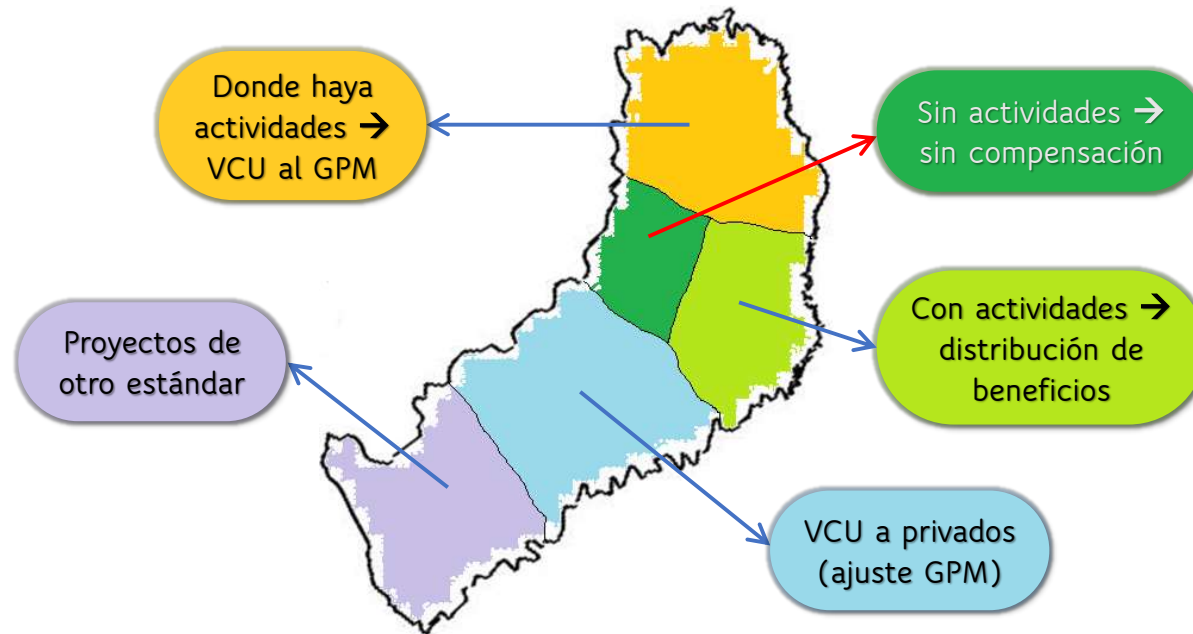 Donde haya
actividades →
VCU al GPM
Sin actividades →
sin compensación
Proyectos de
otro estándar
Con actividades →
distribución de
beneficios
VCU a privados
(ajuste GPM)